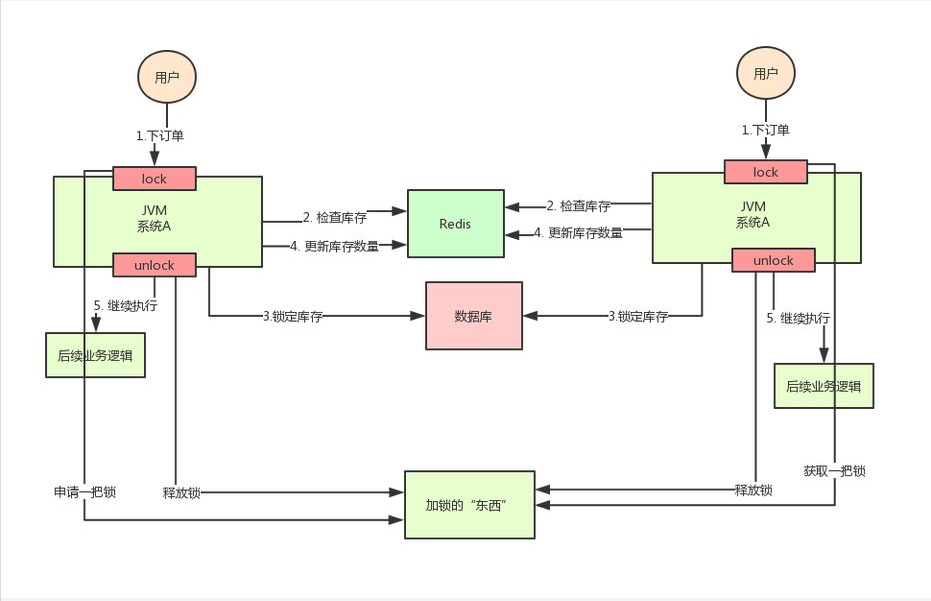 用户
用户
1.下订单
1.下订单
lock
lock
JVM
系统A
JVM
系统A
2. 检查库存
Redis
2. 检查库存
4. 更新库存数量
4. 更新库存数量
unlock
unlock
5. 继续执行
3.锁定库存
数据库
3.锁定库存
5. 继续执行
后续业务逻辑
后续业务逻辑
申请一把锁
释放锁
加锁的“东西”
释放锁
获取一把锁